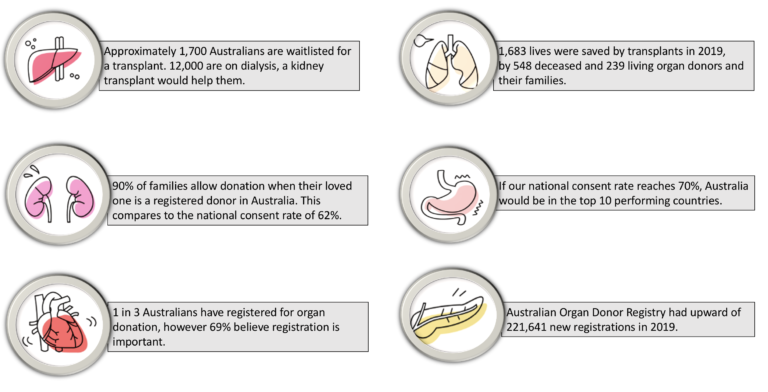 Approximately 1,700 Australians are waitlisted for
a transplant. 12,000 are on dialysis, a kidney
transplant would help them.
1,683 lives were saved by transplants in 2019,
by 548 deceased and 239 living organ donors and
their families.
90% of families allow donation when their loved
one is a registered donor in Australia. This
compares to the national consent rate of 62%.
If our national consent rate reaches 70%, Australia
would be in the top 10 performing countries.
1 in 3 Australians have registered for organ
donation, however 69% believe registration is
important.
Australian Organ Donor Registry had upward of
221,641 new registrations in 2019.